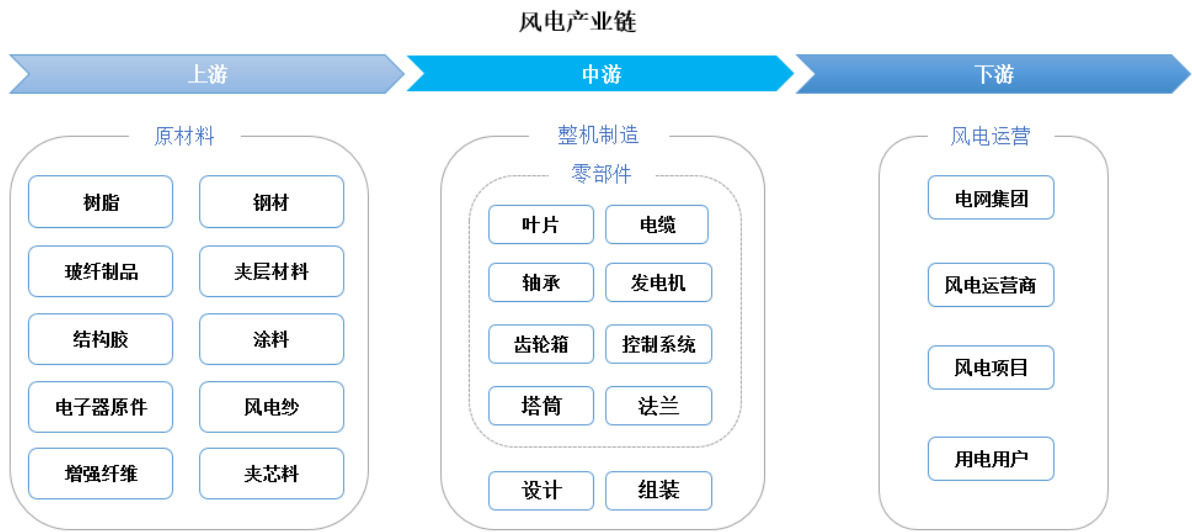 风电产业链
上游
中游
下游
原材料
树脂
钢材
玻纤制品
夹层材料
结构胶
涂料
电子器原件
风电纱
增强纤维
夹芯料
整机制造
零部件
叶片
电缆
轴承
发电机
齿轮箱
控制系统
塔筒
法兰
设计
组装
风电运营
电网集团
风电运营商
风电项目
用电用户